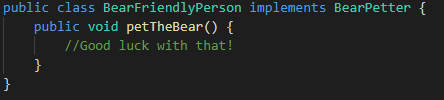 public class BearFriendlyPerson implements BearPetter {
    public void petTheBear() {
        //Good luck with that!
    }
}